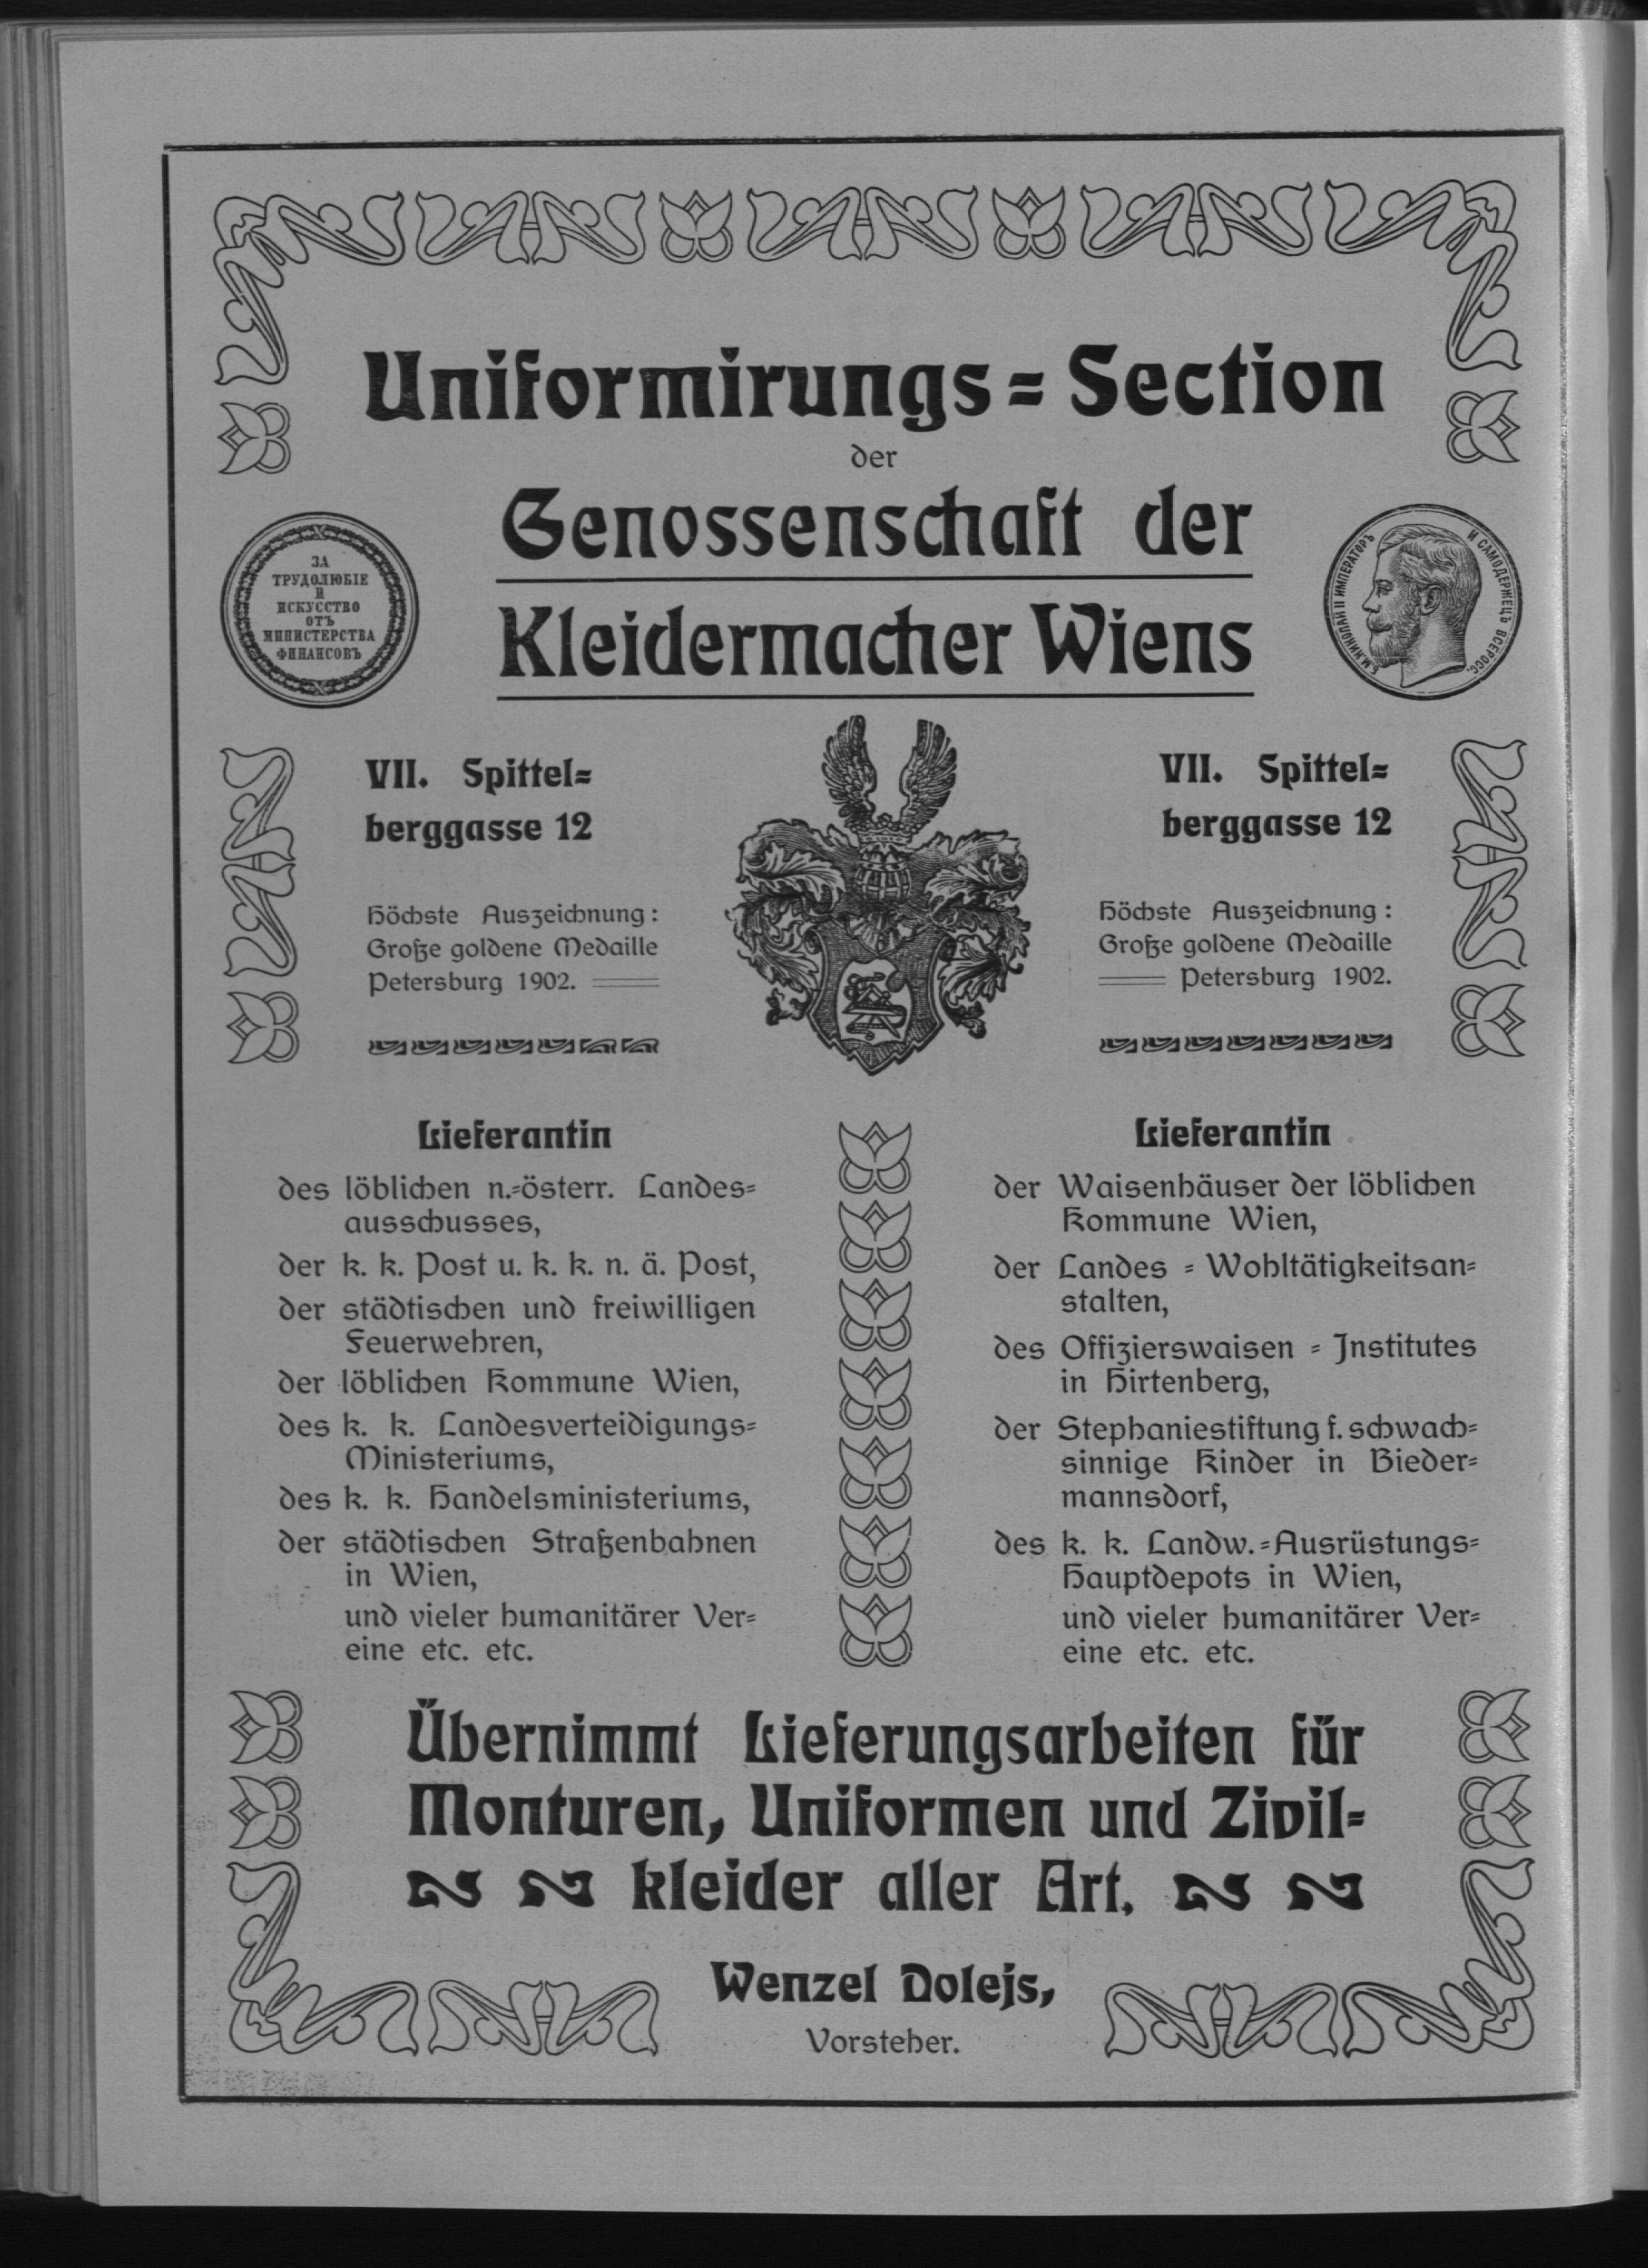 Uniformirungs=Section
der
Genossenschaft der
Kleidermacher Wiens
ЗА
ТРУДОЛЮБІЕ
И
ИСКУССТВО
ОТЪ
МИНИСТЕРСТВА
ФИНАНСОВЪ
Б.М. НИКОЛАЙ II ИМПЕРАТОРЪ И САМОДЕРЖЕЦЪ ВСЕРОСС.
VII. Spittel=
berggasse 12
Höchste Auszeichnung:
Große goldene Medaille
Petersburg 1902.
VII. Spittel=
berggasse 12
Höchste Auszeichnung:
Große goldene Medaille
Petersburg 1902.
Lieferantin
des löblichen n.=österr. Landes=
ausschusses,
der k. k. Post u. k. k. n. ä. Post,
der städtischen und freiwilligen
Feuerwehren,
der löblichen Kommune Wien,
des k. k. Landesverteidigungs=
Ministeriums,
des k. k. Handelsministeriums,
der städtischen Straßenbahnen
in Wien,
und vieler humanitärer Ver=
eine etc. etc.
Lieferantin
der Waisenhäuser der löblichen
Kommune Wien,
der Landes = Wohltätigkeitsan=
stalten,
des Offizierswaisen = Institutes
in Hirtenberg,
der Stephaniestiftung f. schwach=
sinnige Kinder in Bieder=
mannsdorf,
des k. k. Landw.=Ausrüstungs=
Hauptdepots in Wien,
und vieler humanitärer Ver=
eine etc. etc.
Übernimmt Lieferungsarbeiten für
Monturen, Uniformen und Zivil=
kleider aller Art.
Wenzel Dolejs,
Vorsteher.